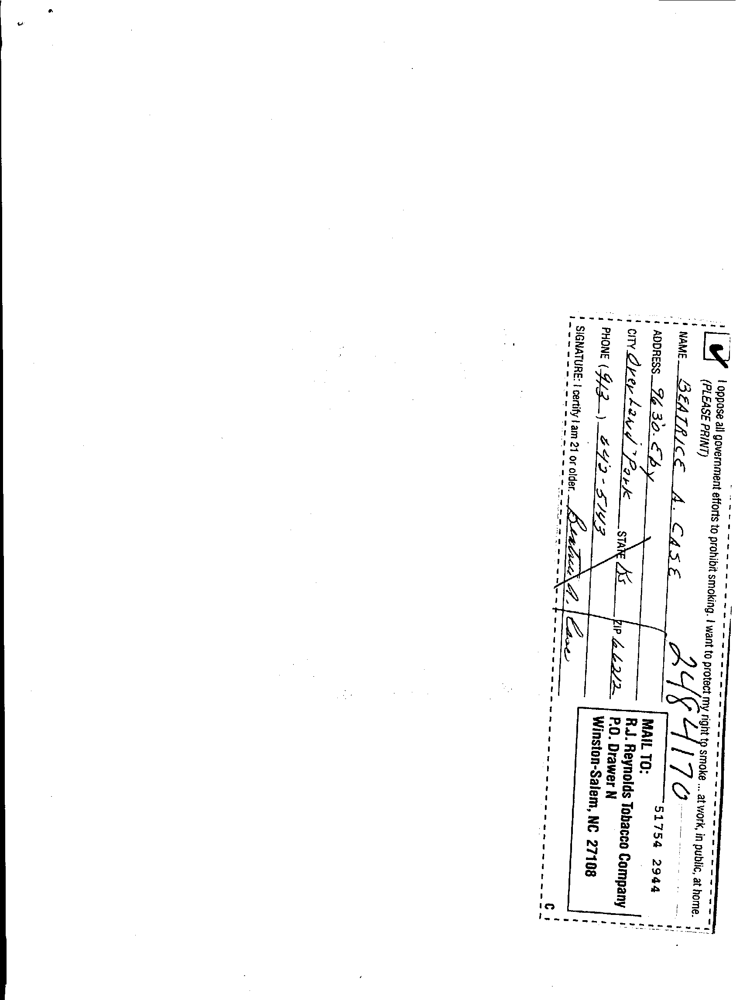 I oppose all government efforts to prohibit smoking. I want to protect my right to smoke ... at work, in public, at home.
(PLEASE PRINT)
NAME BEATRICE A. CASE 2484170
ADDRESS 9630 Eby
CITY Overland Park STATE Ks ZIP 66212
PHONE (913) 642-5143
SIGNATURE: I certify I am 21 or older. Beatrice A. Case
51754 2944
MAIL TO:
R.J. Reynolds Tobacco Company
P.O. Drawer N
Winston-Salem, NC 27108
C